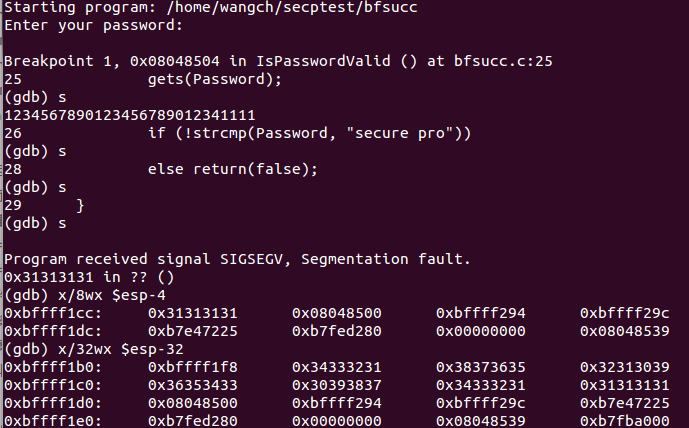 Starting program: /home/wangch/secptest/bfsucc
Enter your password:
Breakpoint 1, 0x08048504 in IsPasswordValid () at bfsucc.c:25
25 gets(Password);
(gdb) s
1234567890123456789012341111
26 if (!strcmp(Password, "secure pro"))
(gdb) s
28 else return(false);
(gdb) s
29 }
(gdb) s
Program received signal SIGSEGV, Segmentation fault.
0x31313131 in ?? ()
(gdb) x/8wx $esp-4
0xbffff1cc: 0x31313131 0x08048500 0xbffff294 0xbffff29c
0xbffff1dc: 0xb7e47225 0xb7fed280 0x00000000 0x08048539
(gdb) x/32wx $esp-32
0xbffff1b0: 0xbffff1f8 0x34333231 0x38373635 0x32313039
0xbffff1c0: 0x36353433 0x30393837 0x34333231 0x31313131
0xbffff1d0: 0x08048500 0xbffff294 0xbffff29c 0xb7e47225
0xbffff1e0: 0xb7fed280 0x00000000 0x08048539 0xb7fba000